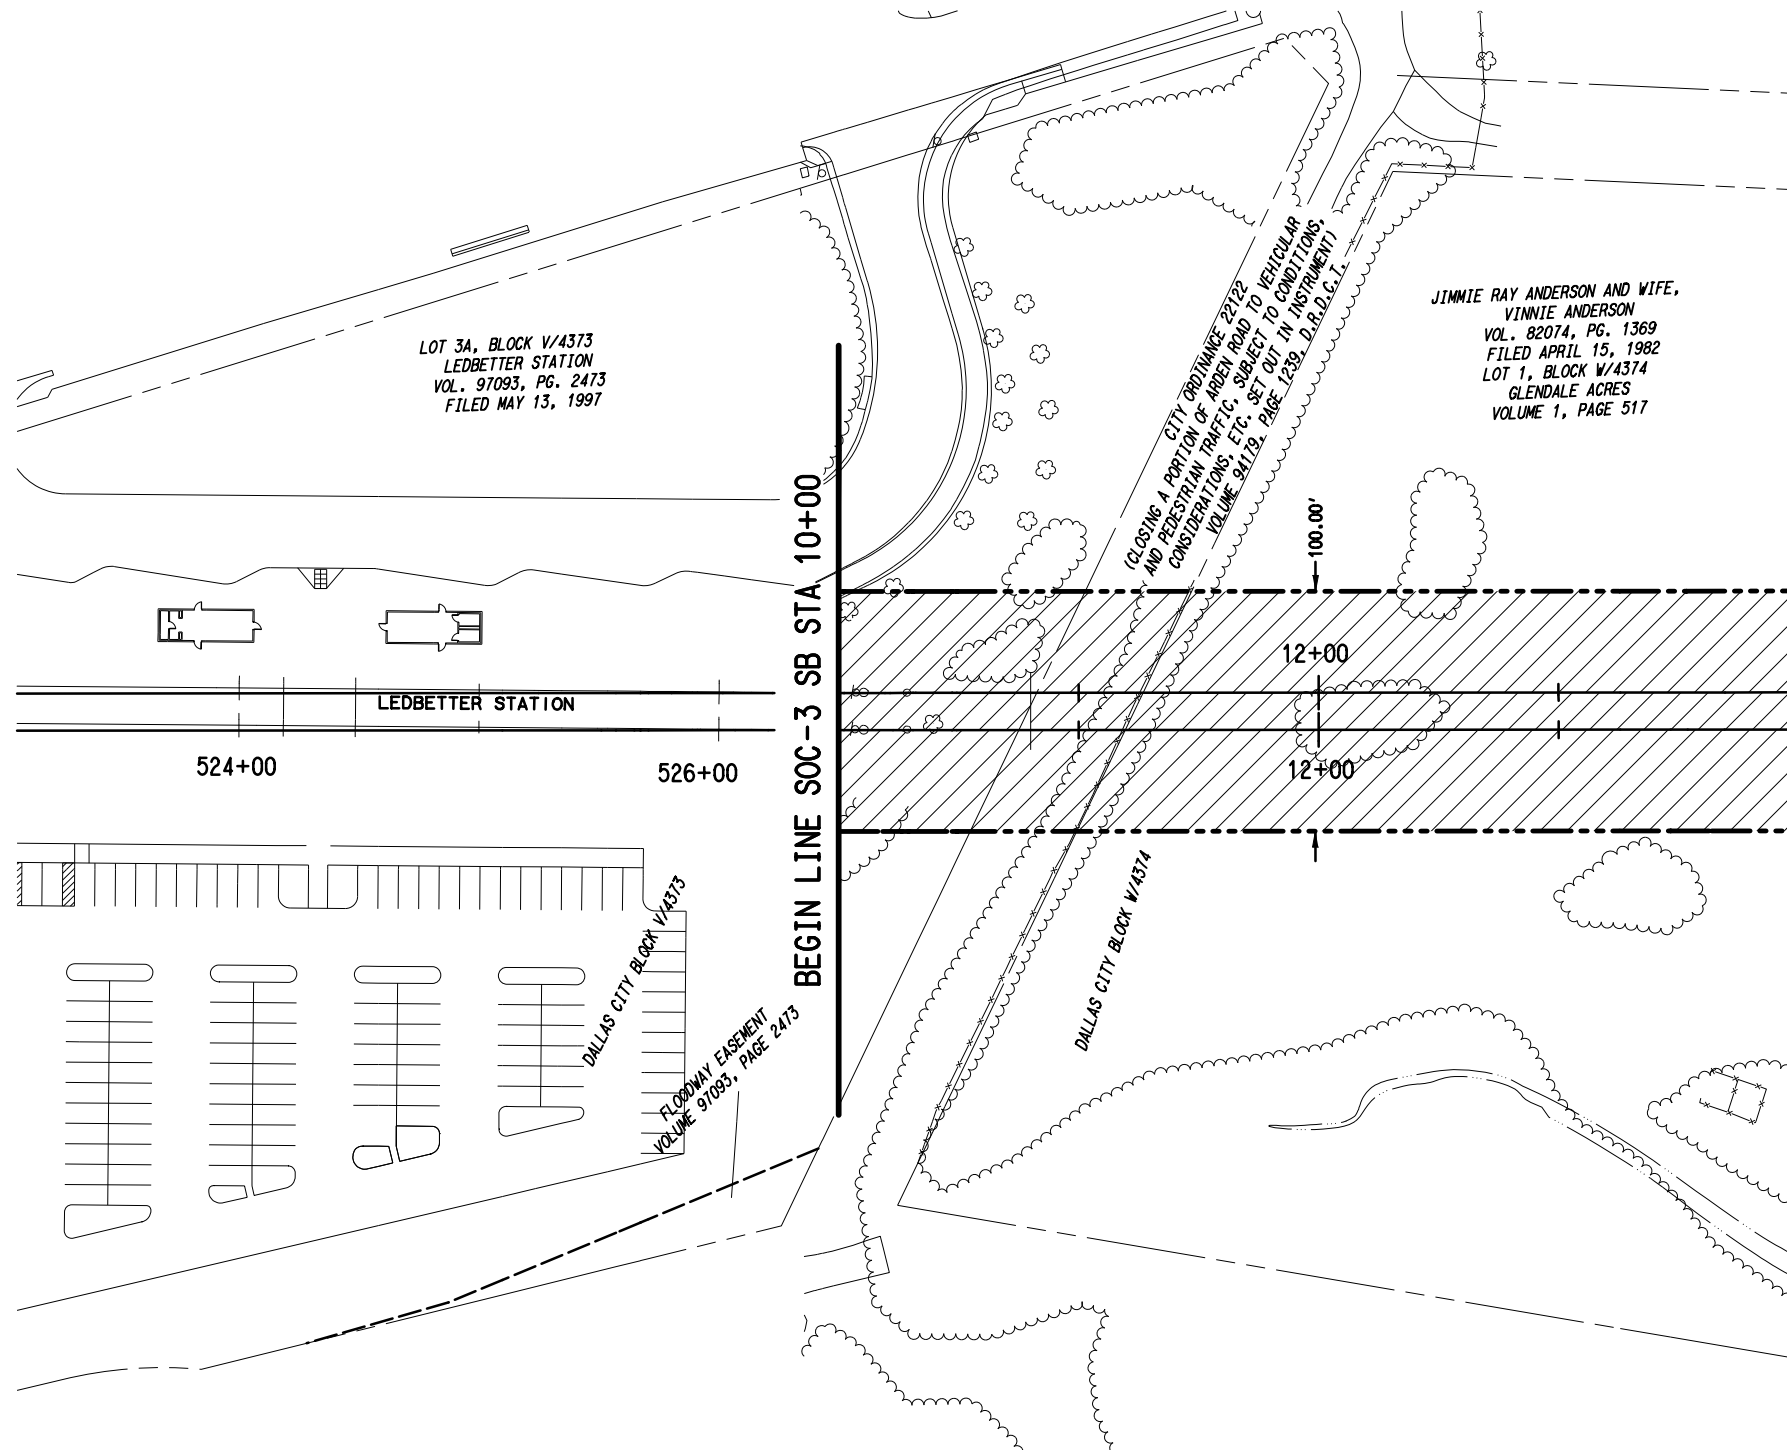 CITY ORDINANCE 22122
(CLOSING A PORTION OF ARDEN ROAD TO VEHICULAR
AND PEDESTRIAN TRAFFIC, SUBJECT TO CONDITIONS,
CONSIDERATIONS, ETC. SET OUT IN INSTRUMENT)
VOLUME 94179, PAGE 1239, D.R.D.C.T.
JIMMIE RAY ANDERSON AND WIFE,
VINNIE ANDERSON
VOL. 82074, PG. 1369
FILED APRIL 15, 1982
LOT 1, BLOCK W/4374
GLENDALE ACRES
VOLUME 1, PAGE 517
LOT 3A, BLOCK V/4373
LEDBETTER STATION
VOL. 97093, PG. 2473
FILED MAY 13, 1997
100.00'
BEGIN LINE SOC-3 SB STA 10+00
12+00
LEDBETTER STATION
524+00
526+00
12+00
DALLAS CITY BLOCK V/4373
DALLAS CITY BLOCK W/4374
FLOODWAY EASEMENT
VOLUME 97093, PAGE 2473